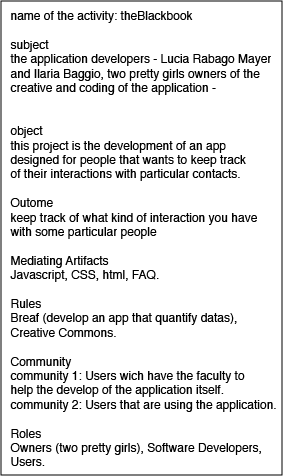 name of the activity: theBlackbook
subject
the application developers - Lucia Rabago Mayer
and Ilaria Baggio, two pretty girls owners of the
creative and coding of the application -
object
this project is the development of an app
designed for people that wants to keep track
of their interactions with particular contacts.
Outome
keep track of what kind of interaction you have
with some particular people
Mediating Artifacts
Javascript, CSS, html, FAQ.
Rules
Breaf (develop an app that quantify datas),
Creative Commons.
Community
community 1: Users wich have the faculty to
help the develop of the application itself.
community 2: Users that are using the application.
Roles
Owners (two pretty girls), Software Developers,
Users.